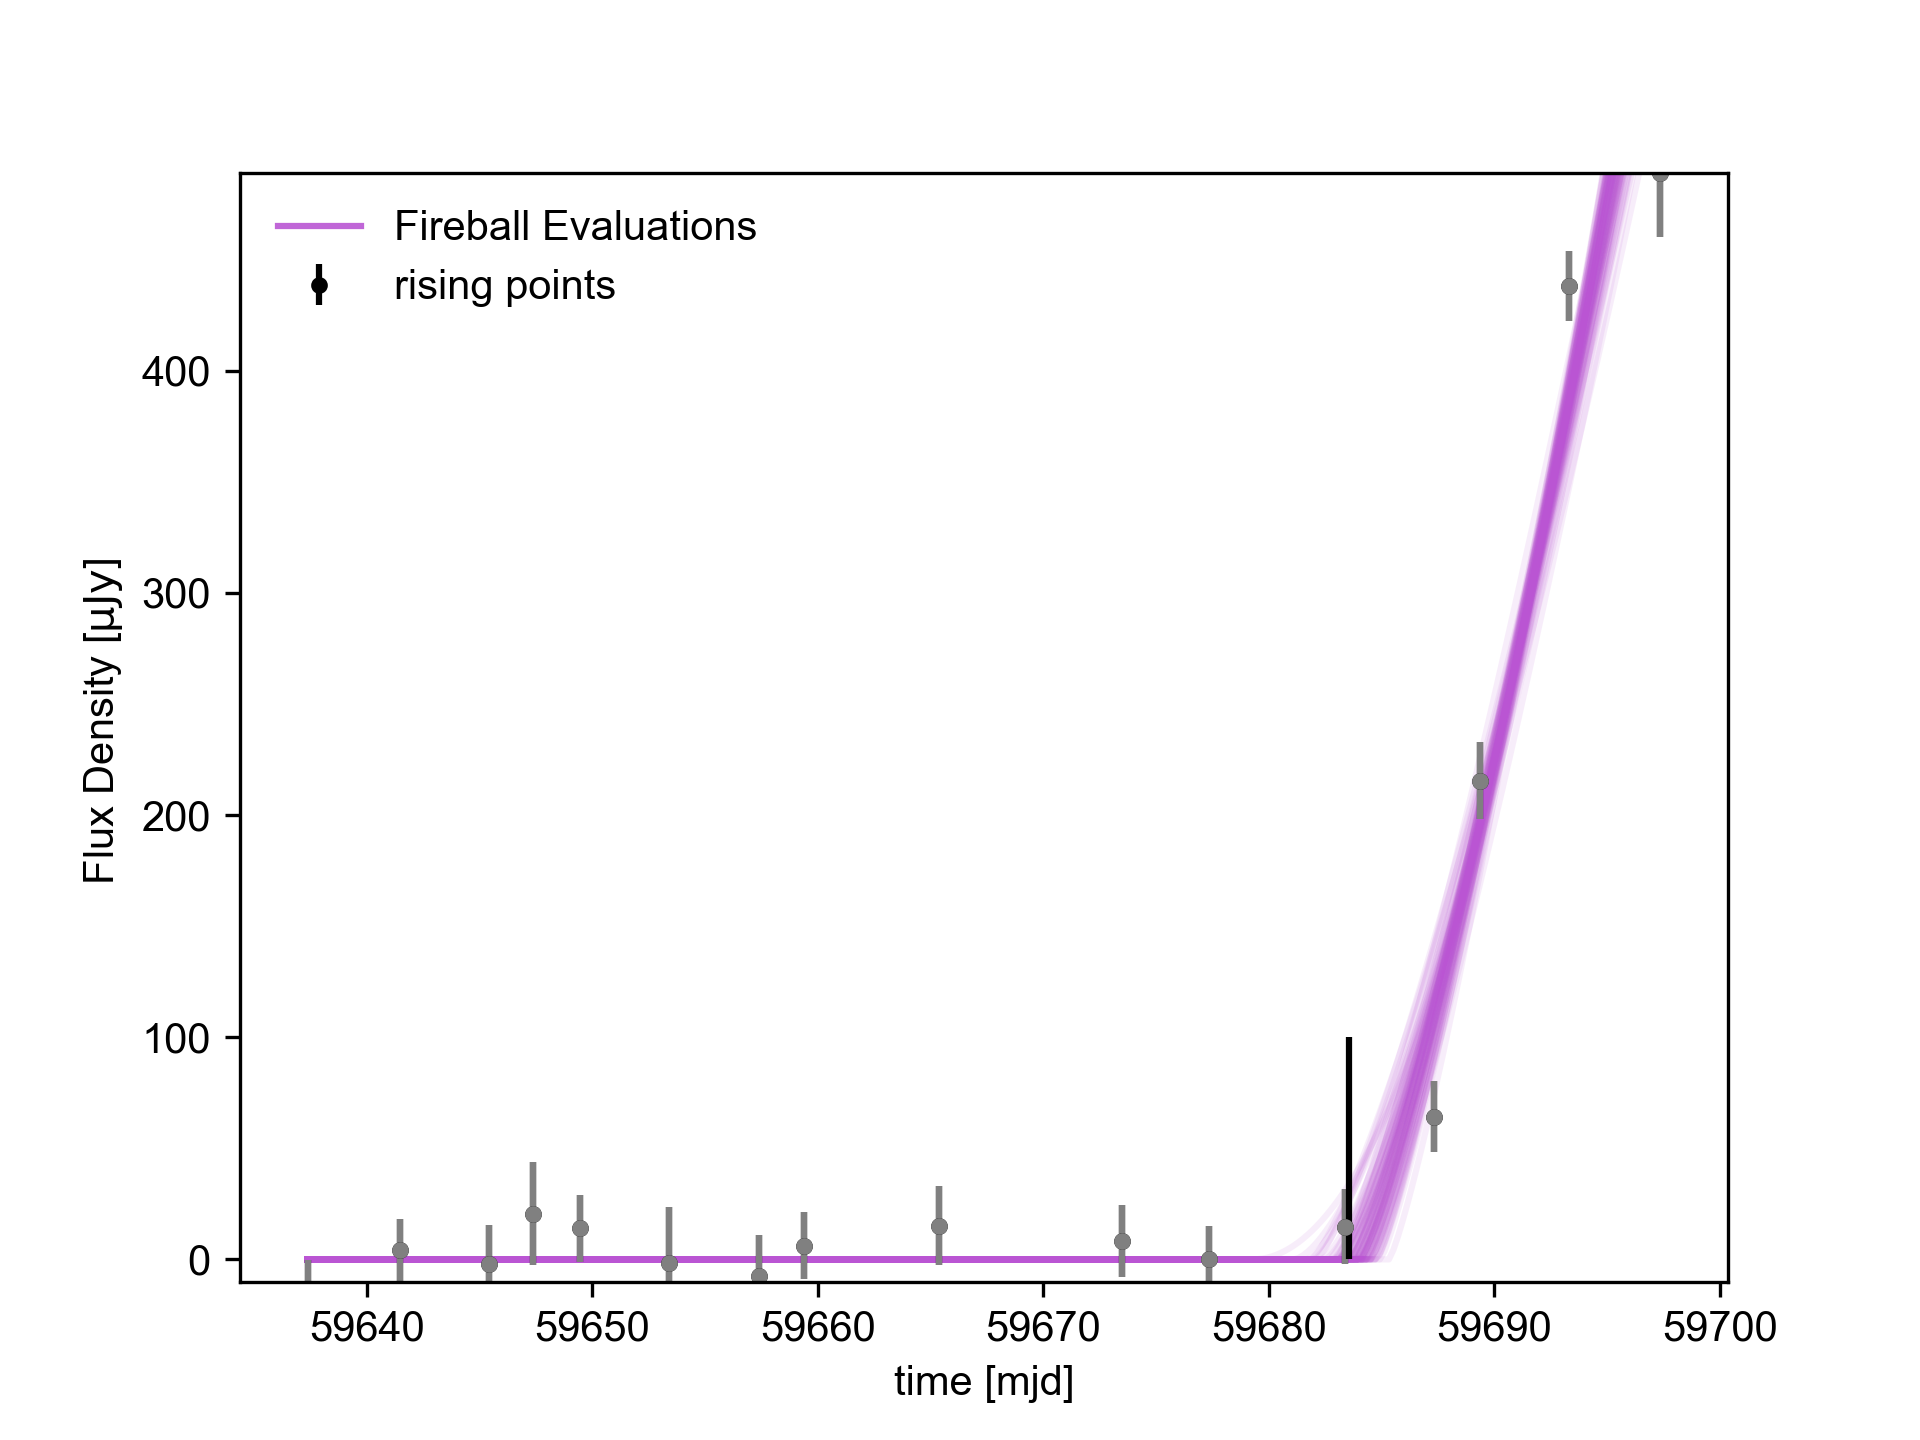 Fireball Evaluations
rising points
400
300
200
100
0
Flux Density [µJy]
59640 59650 59660 59670 59680 59690 59700
time [mjd]